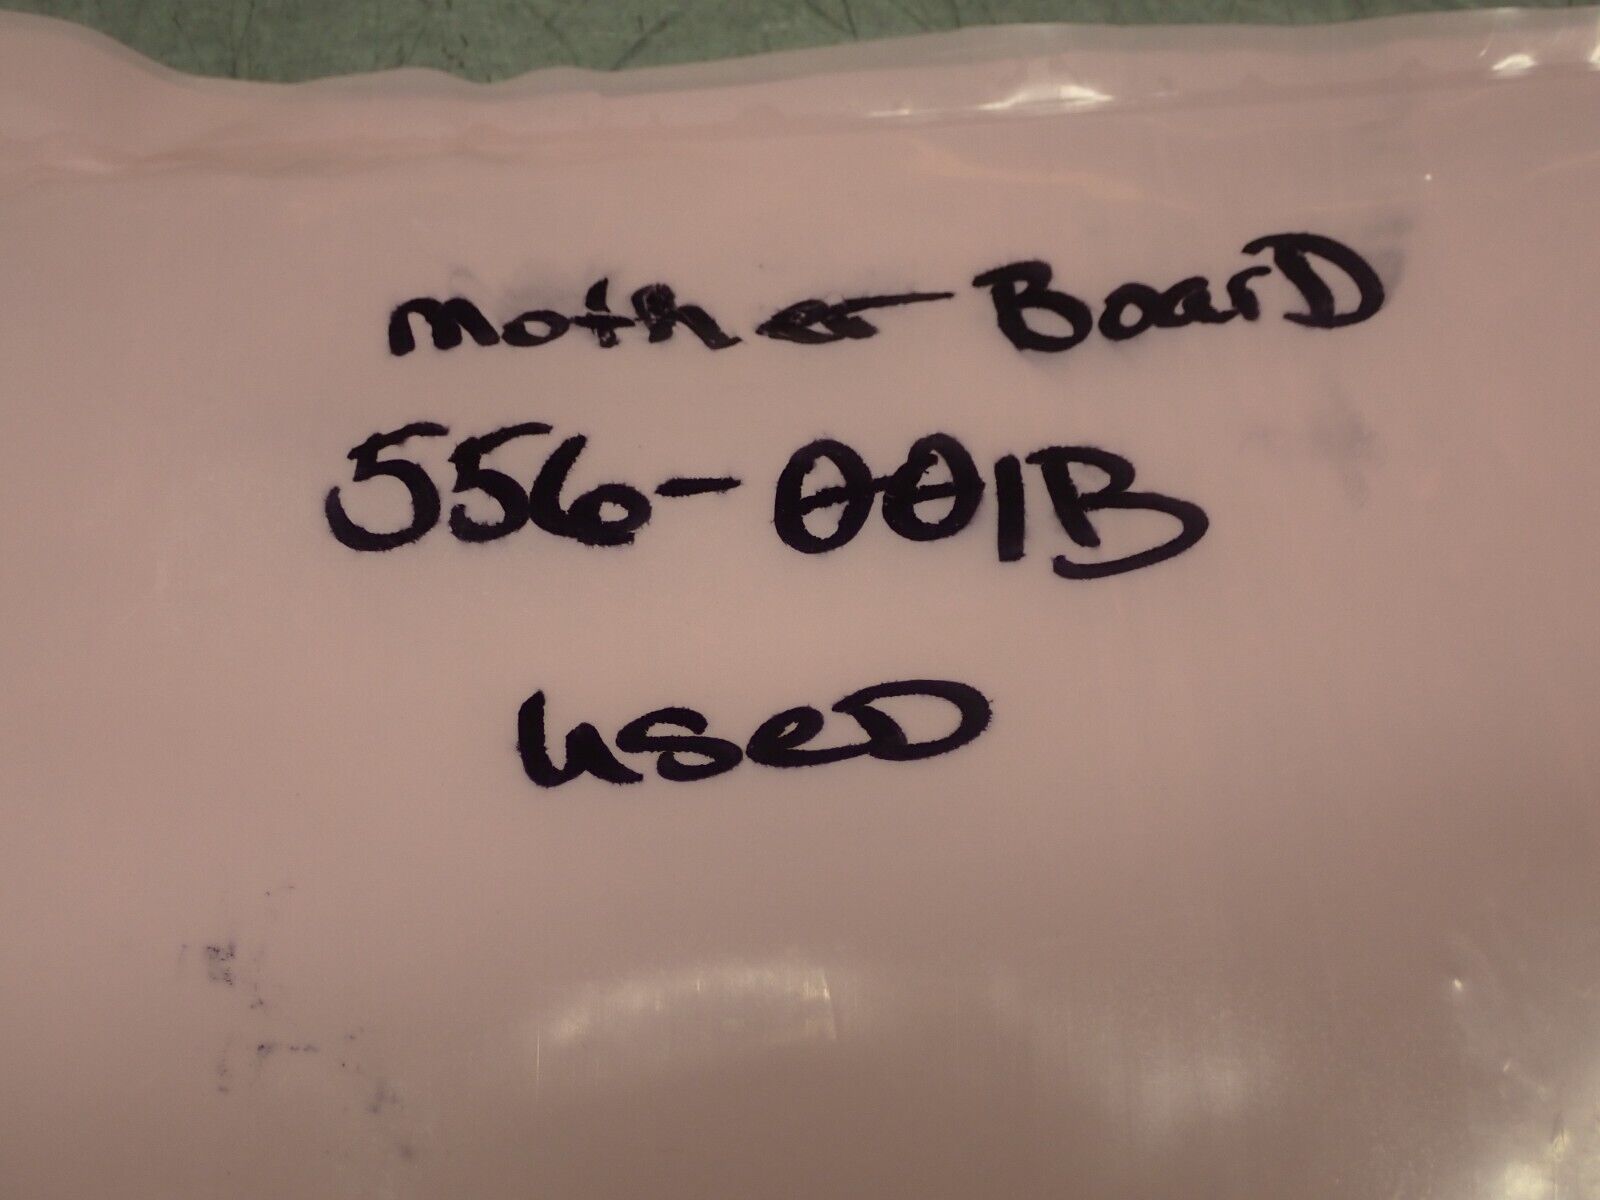 mother BoarD
556-001B
useD